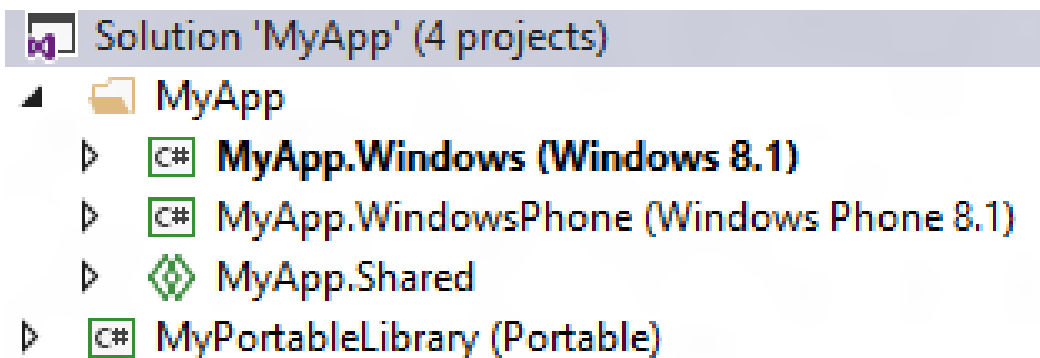 Solution 'MyApp' (4 projects)
MyApp
C# MyApp.Windows (Windows 8.1)
C# MyApp.WindowsPhone (Windows Phone 8.1)
MyApp.Shared
C# MyPortableLibrary (Portable)